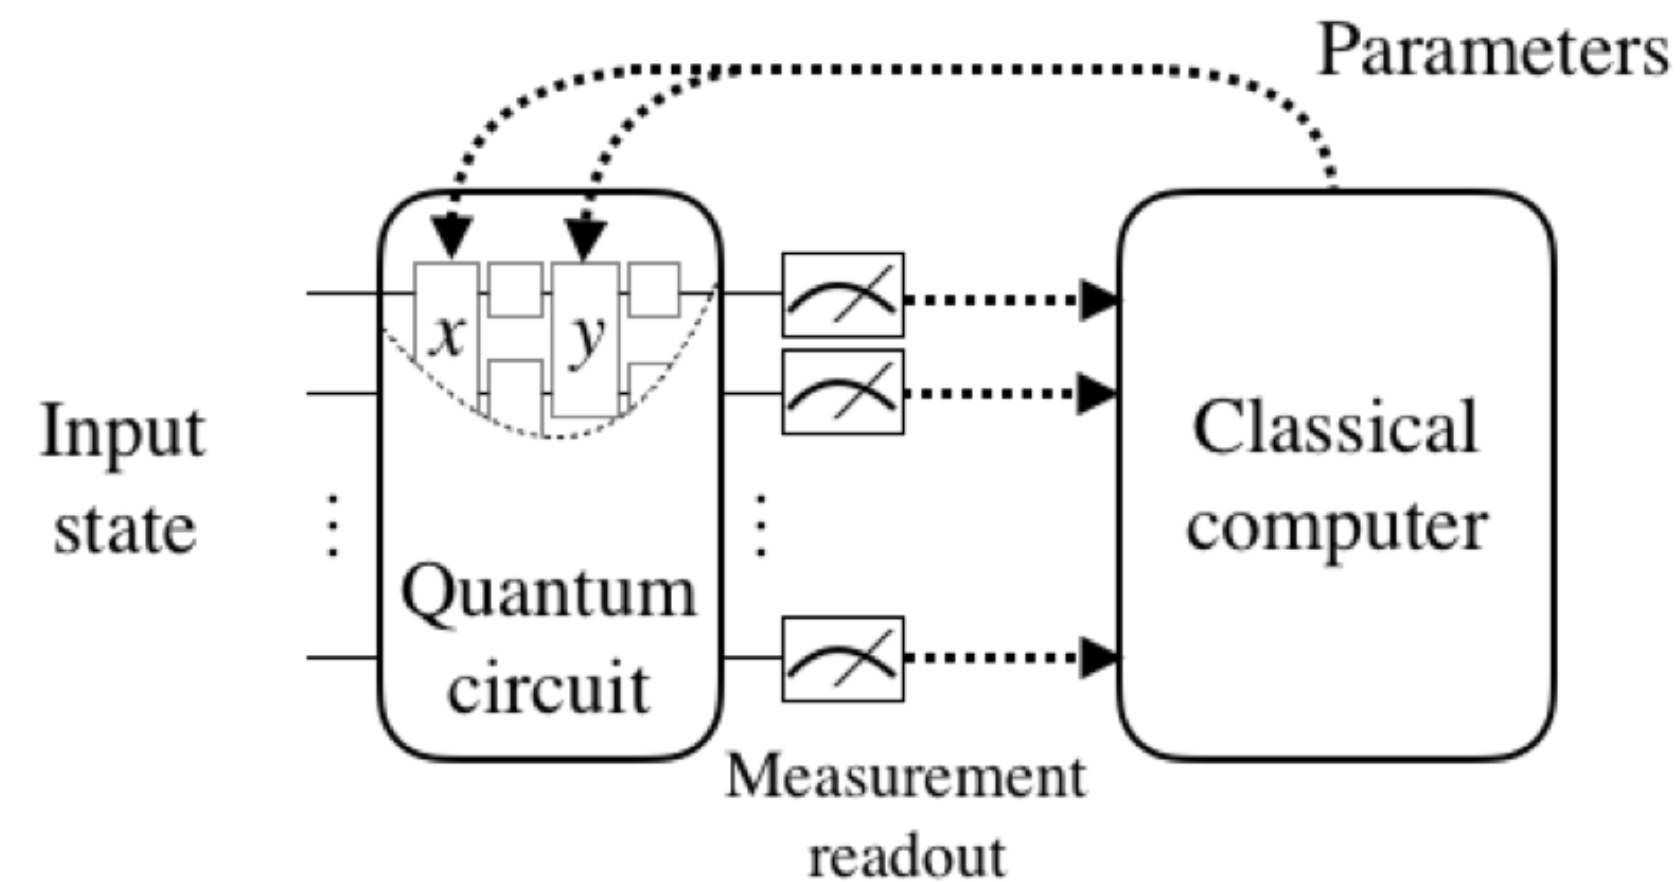 Parameters
x
y
Input
state
Quantum
circuit
Measurement
readout
Classical
computer